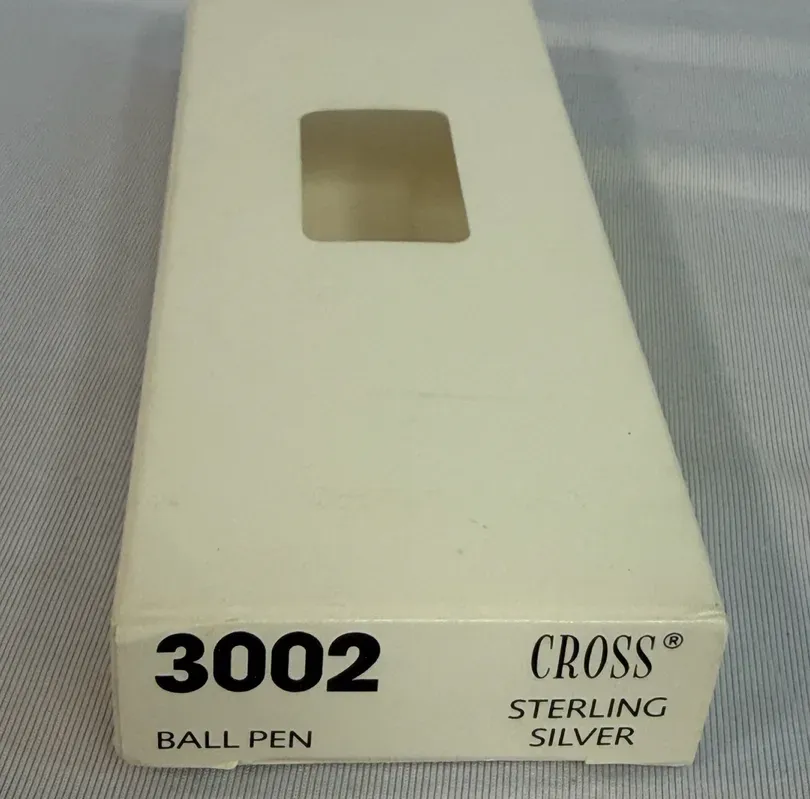 3002
BALL PEN
CROSS®
STERLING
SILVER